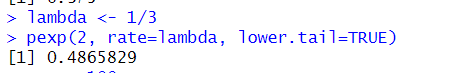 > lambda <- 1/3
> pexp(2, rate=lambda, lower.tail=TRUE)
[1] 0.4865829